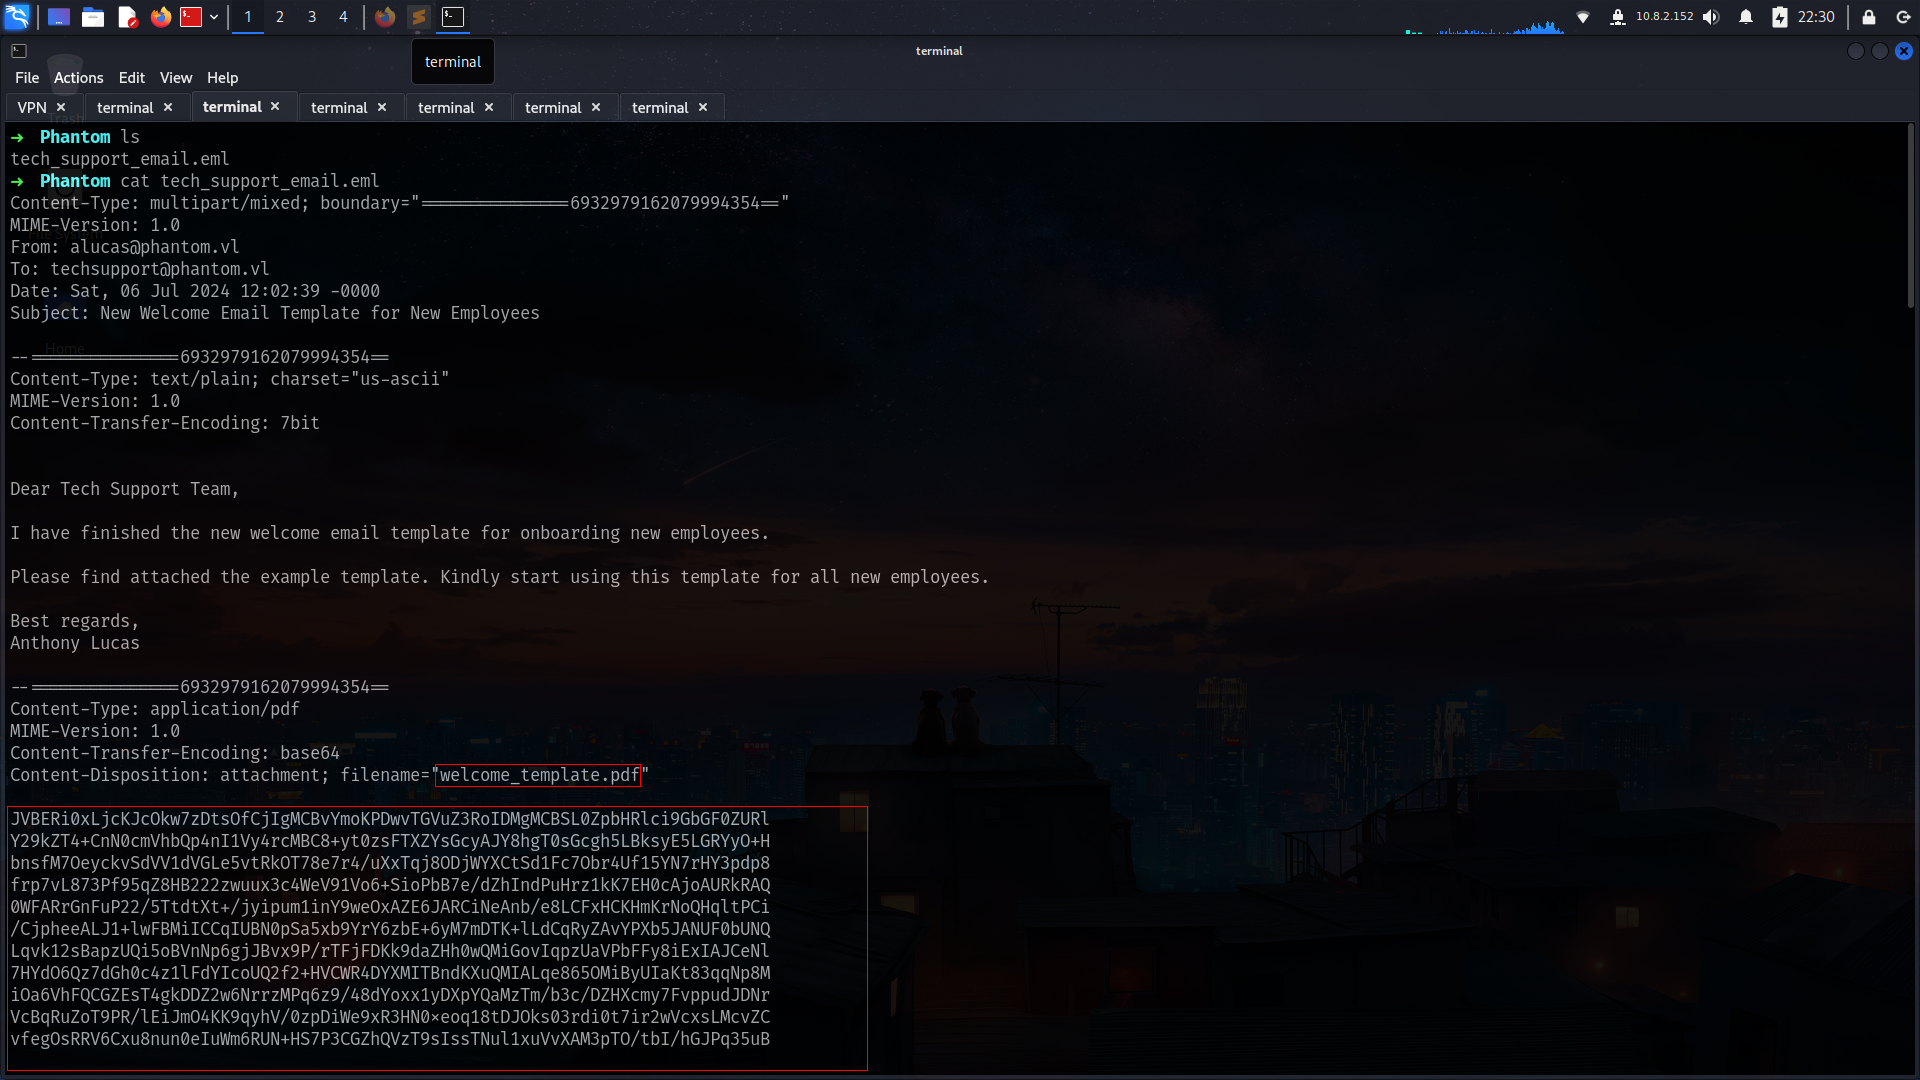 1 2 3 4 10.8.2.152 22:30
terminal
terminal
File Actions Edit View Help
VPN × terminal × terminal × terminal × terminal × terminal × terminal ×
Trash
➜ Phantom ls
tech_support_email.eml
➜ Phantom cat tech_support_email.eml
Content-Type: multipart/mixed; boundary="===============6932979162079994354=="
MIME-Version: 1.0
File System
From: alucas@phantom.vl
To: techsupport@phantom.vl
Date: Sat, 06 Jul 2024 12:02:39 -0000
Subject: New Welcome Email Template for New Employees
Home
--===============6932979162079994354==
Content-Type: text/plain; charset="us-ascii"
MIME-Version: 1.0
Content-Transfer-Encoding: 7bit
Dear Tech Support Team,
I have finished the new welcome email template for onboarding new employees.
Please find attached the example template. Kindly start using this template for all new employees.
Best regards,
Anthony Lucas
--===============6932979162079994354==
Content-Type: application/pdf
MIME-Version: 1.0
Content-Transfer-Encoding: base64
Content-Disposition: attachment; filename="welcome_template.pdf"
JVBERi0xLjcKJcOkw7zDtsOfCjIgMCBvYmoKPDwvTGVuZ3RoIDMgMCBSL0ZpbHRlci9GbGF0ZURl
Y29kZT4+CnN0cmVhbQp4nI1Vy4rcMBC8+yt0zsFTXZYsGcyAJY8hgT0sGcgh5LBksyE5LGRYyO+H
bnsfM7OeyckvSdVV1dVGLe5vtRkOT78e7r4/uXxTqj8ODjWYXCtSd1Fc7Obr4Uf15YN7rHY3pdp8
frp7vL873Pf95qZ8HB222zwuux3c4WeV91Vo6+SioPbB7e/dZhIndPuHrz1kK7EH0cAjoAURkRAQ
0WFARrGnFuP22/5TtdtXt+/jyipum1inY9weOxAZE6JARCiNeAnb/e8LCFxHCKHmKrNoQHqltPCi
/CjpheeALJ1+lwFBMiICCqIUBN0pSa5xb9YrY6zbE+6yM7mDTK+lLdCqRyZAvYPXb5JANUF0bUNQ
Lqvk12sBapzUQi5oBVnNp6gjJBvx9P/rTFjFDKk9daZHh0wQMiGovIqpzUaVPbFFy8iExIAJCeNl
7HYdO6Qz7dGh0c4z1lFdYIcoUQ2f2+HVCWR4DYXMITBndKXuQMIALqe865OMiByUIaKt83qqNp8M
iOa6VhFQCGZEsT4gkDDZ2w6NrrzMPq6z9/48dYoxx1yDXpYQaMzTm/b3c/DZHXcmy7FvppudJDNr
VcBqRuZoT9PR/lEiJmO4KK9qyhV/0zpDiWe9xR3HN0×eoq18tDJOks03rdi0t7ir2wVcxsLMcvZC
vfegOsRRV6Cxu8nun0eIuWm6RUN+HS7P3CGZhQVzT9sIssTNul1xuVvXAM3pTO/tbI/hGJPq35uB